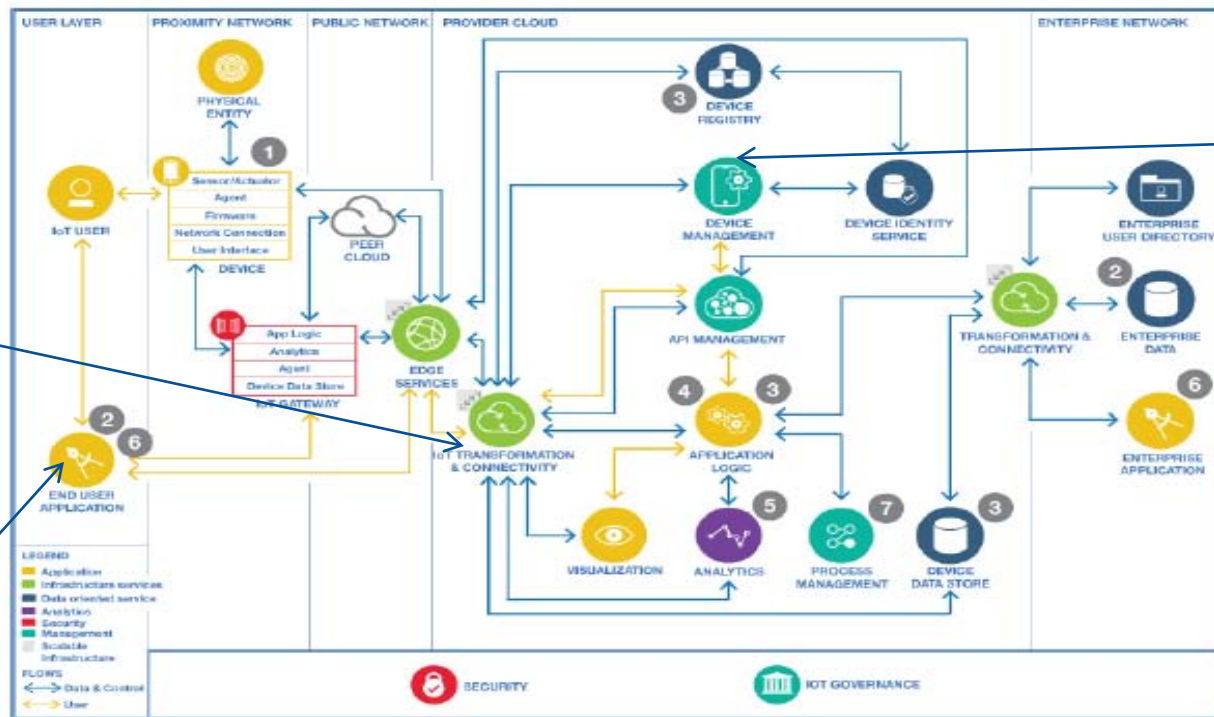 USER LAYER
PROXIMITY NETWORK
PUBLIC NETWORK
PROVIDER CLOUD
ENTERPRISE NETWORK
PHYSICAL
ENTITY
1
Sensor/Actuator
Agent
Firmware
Network Connection
User Interface
DEVICE
IoT USER
PEER
CLOUD
App Logic
Analytics
Agent
Device Data Store
IoT GATEWAY
EDGE
SERVICES
2
6
END USER
APPLICATION
3
DEVICE
REGISTRY
DEVICE
MANAGEMENT
DEVICE IDENTITY
SERVICE
API MANAGEMENT
IoT TRANSFORMATION
& CONNECTIVITY
4
3
APPLICATION
LOGIC
VISUALIZATION
5
ANALYTICS
7
PROCESS
MANAGEMENT
3
DEVICE
DATA STORE
ENTERPRISE
USER DIRECTORY
TRANSFORMATION &
CONNECTIVITY
2
ENTERPRISE
DATA
6
ENTERPRISE
APPLICATION
LEGEND
Application
Infrastructure services
Data oriented service
Analytics
Security
Management
Scalable
Infrastructure
FLOWS
Data & Control
User
SECURITY
IOT GOVERNANCE